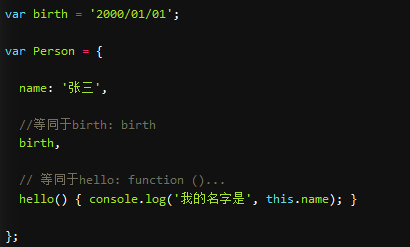 var birth = '2000/01/01';
var Person = {
name: '张三',
//等同于birth: birth
birth,
// 等同于hello: function ()...
hello() { console.log('我的名字是', this.name); }
};